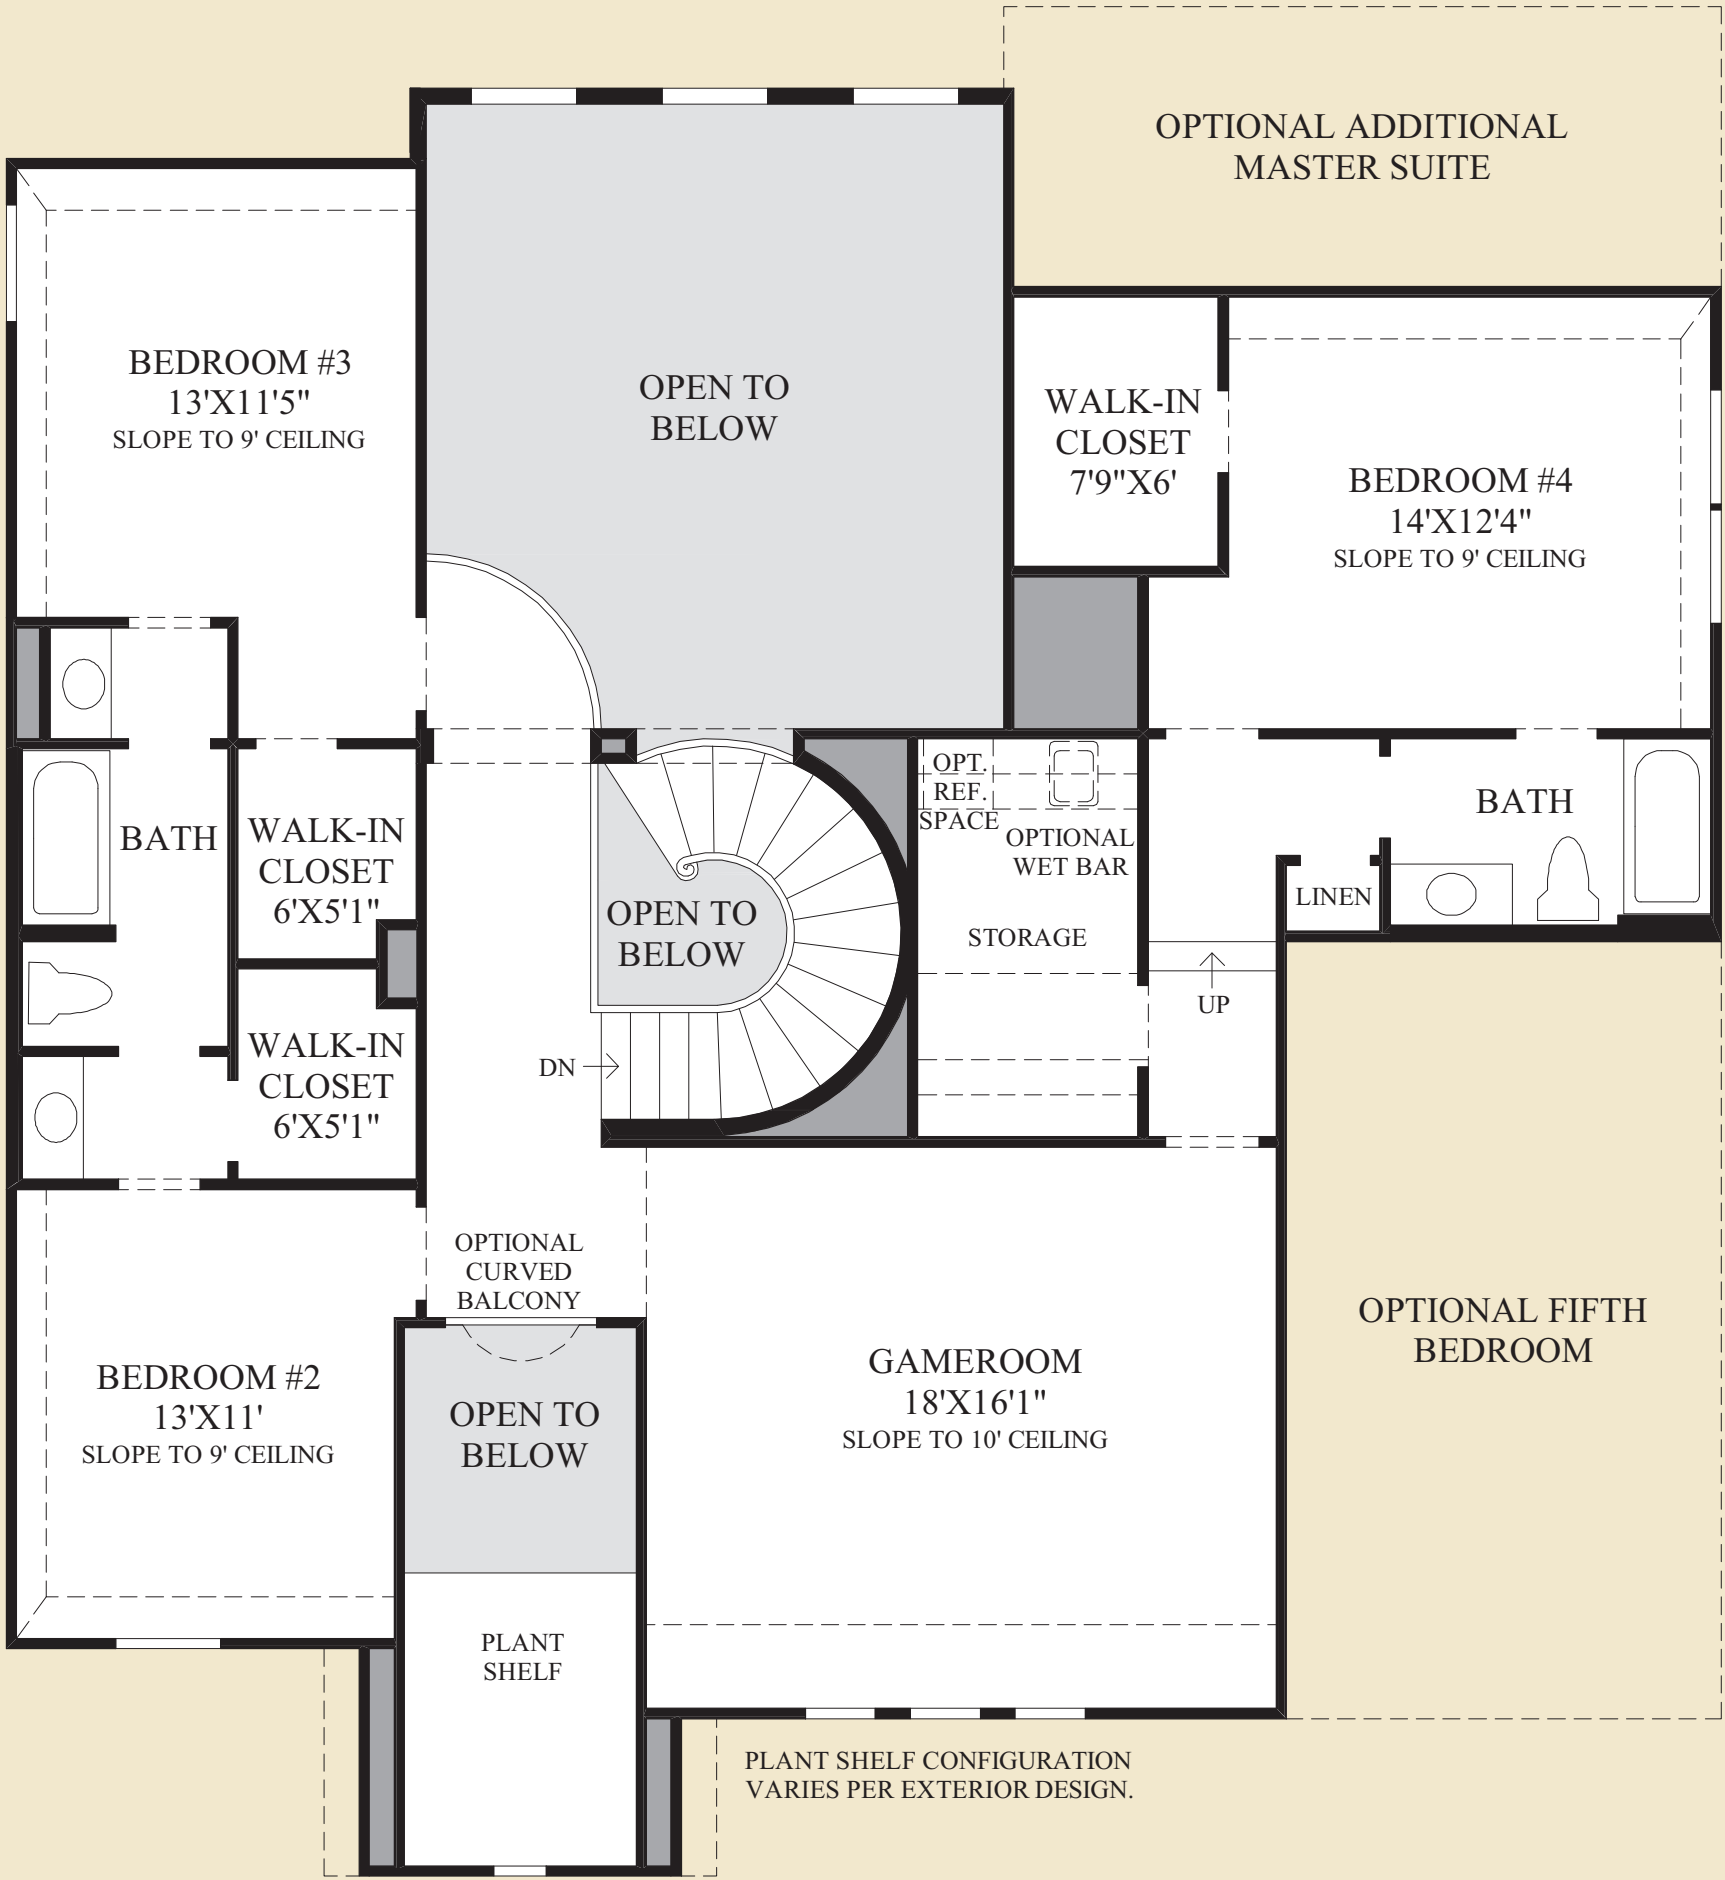 OPTIONAL ADDITIONAL
MASTER SUITE
BEDROOM #3
13'X11'5"
SLOPE TO 9' CEILING
OPEN TO
BELOW
WALK-IN
CLOSET
7'9"X6'
BEDROOM #4
14'X12'4"
SLOPE TO 9' CEILING
BATH
WALK-IN
CLOSET
6'X5'1"
OPEN TO
BELOW
OPT.
REF.
SPACE
OPTIONAL
WET BAR
STORAGE
BATH
LINEN
UP
WALK-IN
CLOSET
6'X5'1"
DN
OPTIONAL
CURVED
BALCONY
BEDROOM #2
13'X11'
SLOPE TO 9' CEILING
OPEN TO
BELOW
GAMEROOM
18'X16'1"
SLOPE TO 10' CEILING
OPTIONAL FIFTH
BEDROOM
PLANT
SHELF
PLANT SHELF CONFIGURATION
VARIES PER EXTERIOR DESIGN.